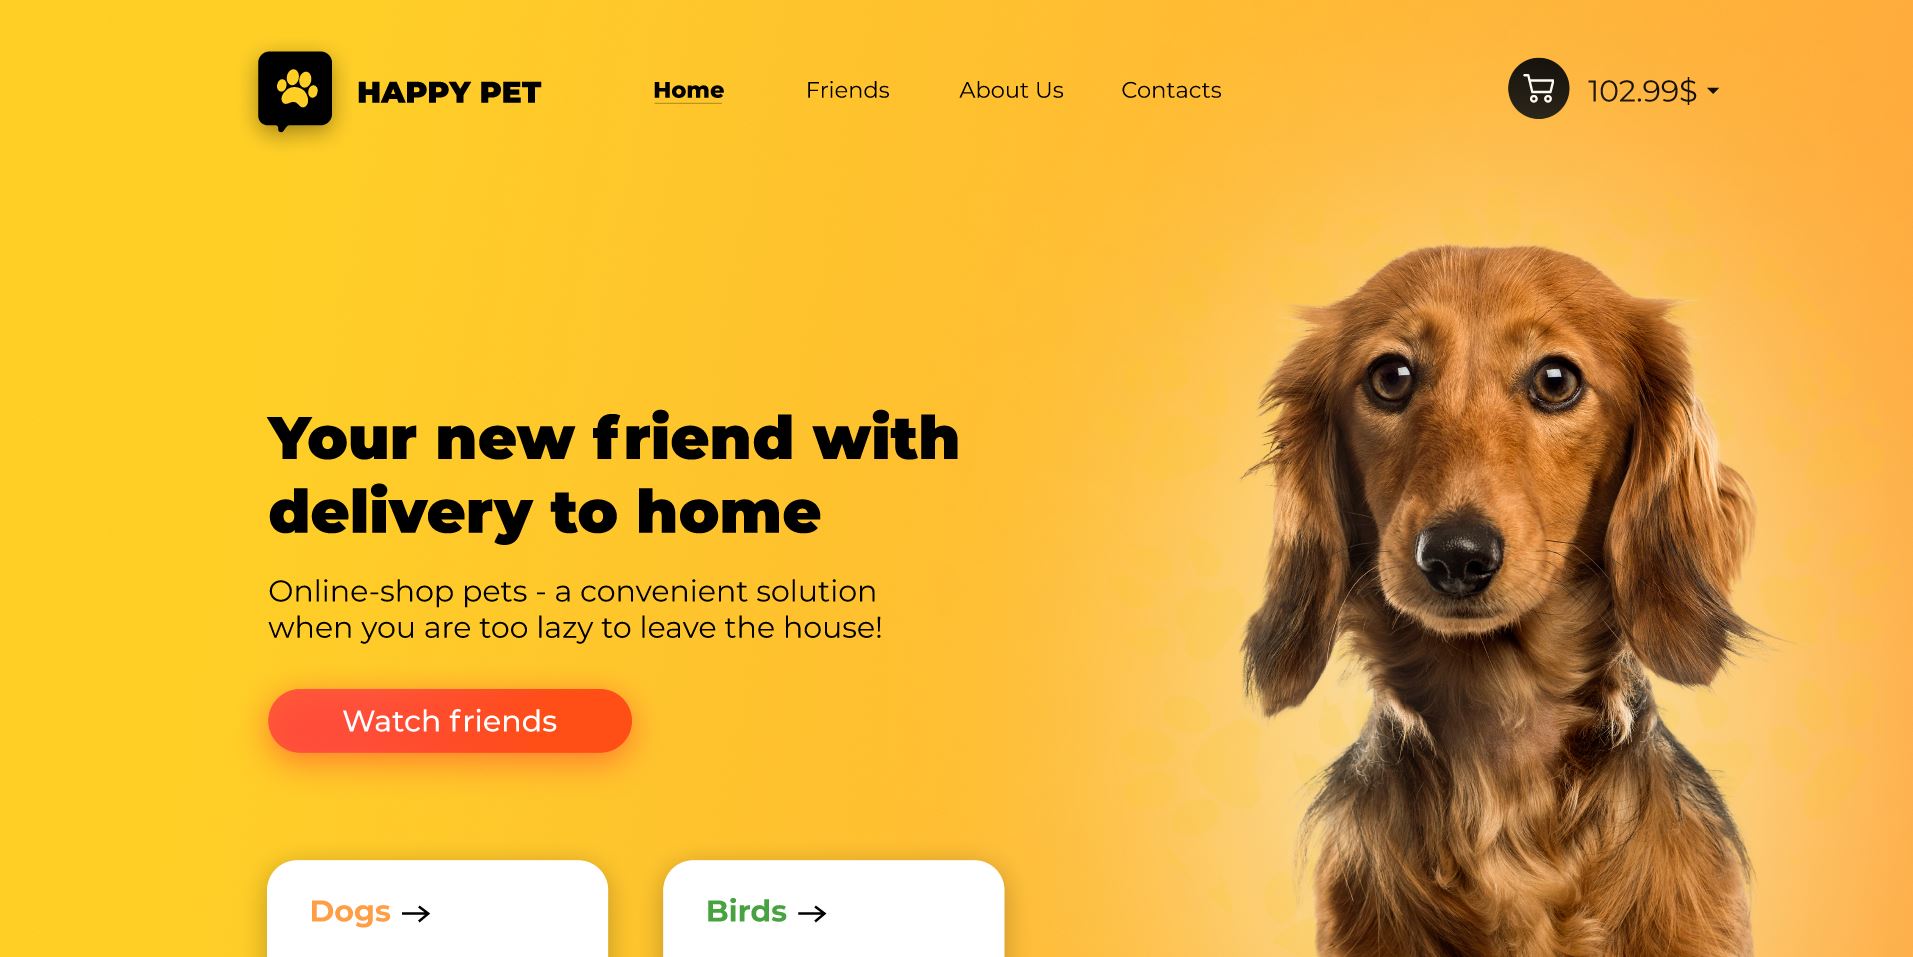 HAPPY PET
Home
Friends
About Us
Contacts
102.99$
Your new friend with
delivery to home
Online-shop pets - a convenient solution
when you are too lazy to leave the house!
Watch friends
Dogs →
Birds →